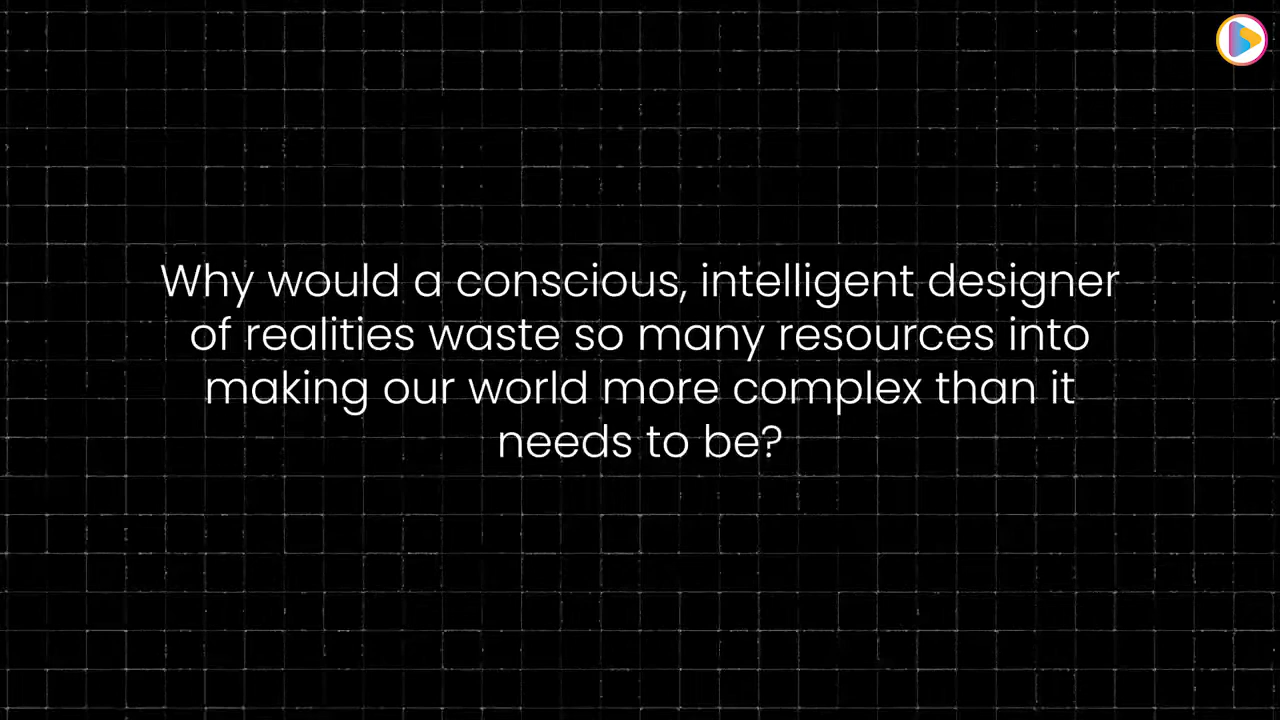 Why would a conscious, intelligent designer
of realities waste so many resources into
making our world more complex than it
needs to be?